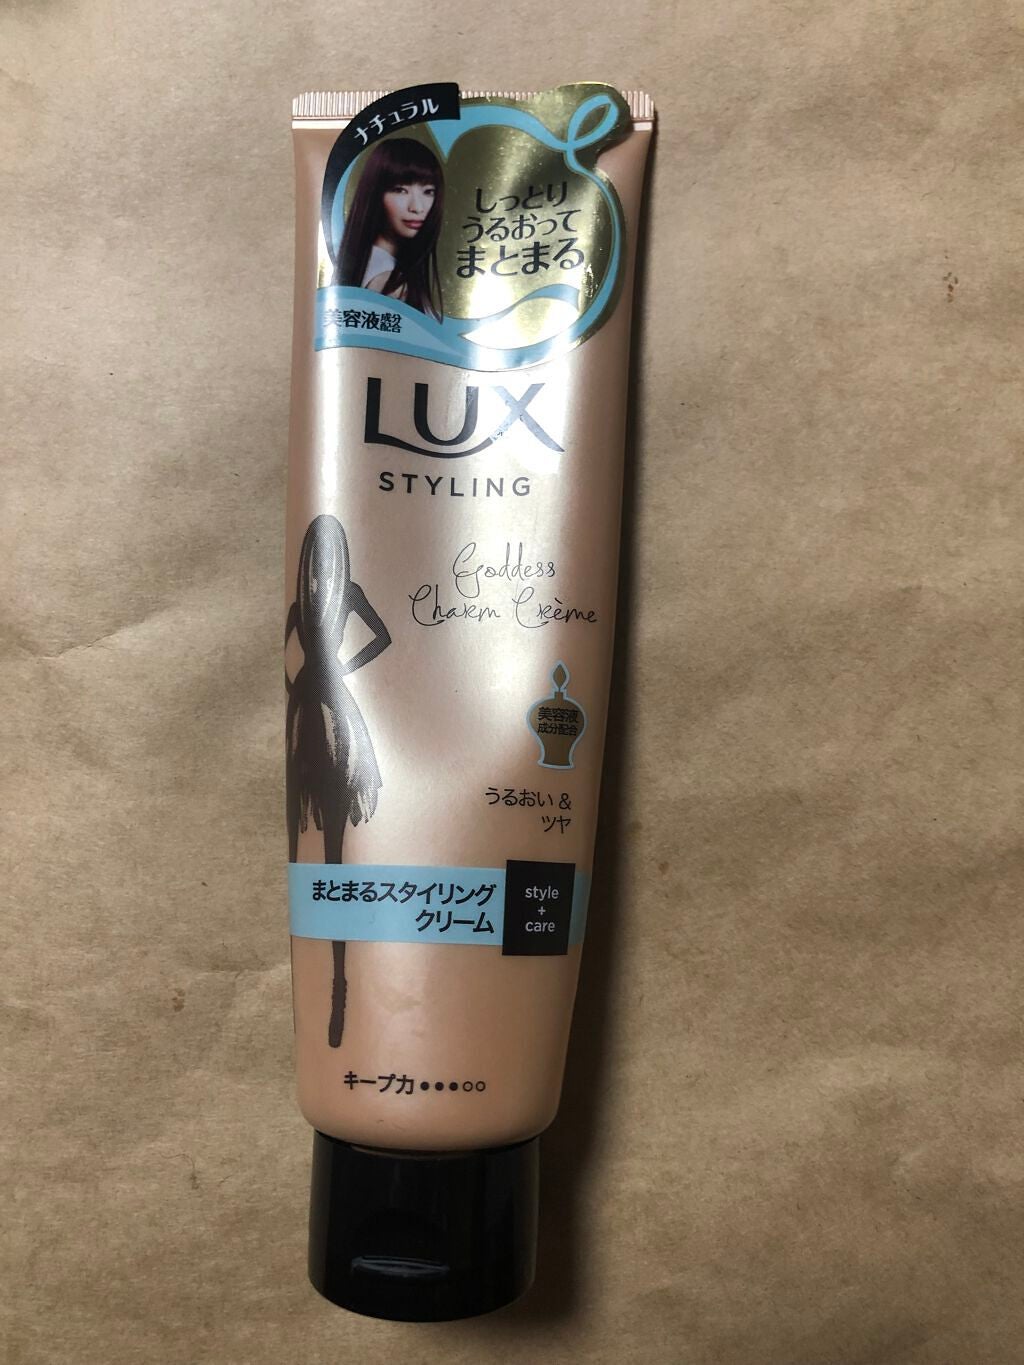 ナチュラル
しっとり
うるおって
まとまる
美容液成分配合
LUX
STYLING
Goddess
Charm Crème
美容液
成分配合
うるおい &
ツヤ
まとまるスタイリング
クリーム
style
+
care
キープ力●●●○○